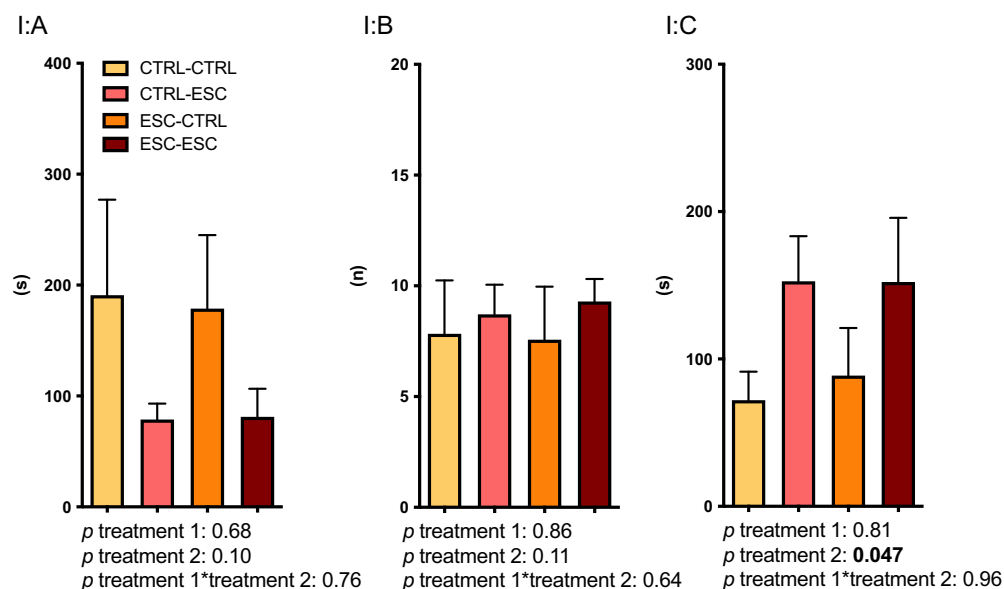 I:A
400
300
200
100
0
(s)
CTRL-CTRL
CTRL-ESC
ESC-CTRL
ESC-ESC
p treatment 1: 0.68
p treatment 2: 0.10
p treatment 1*treatment 2: 0.76
I:B
20
15
10
5
0
(n)
p treatment 1: 0.86
p treatment 2: 0.11
p treatment 1*treatment 2: 0.64
I:C
300
200
100
0
(s)
p treatment 1: 0.81
p treatment 2: 0.047
p treatment 1*treatment 2: 0.96